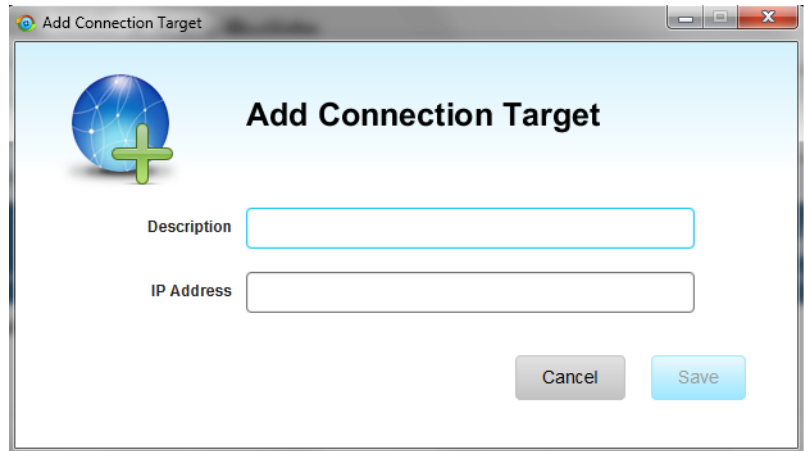 Add Connection Target
Add Connection Target
Description
IP Address
Cancel
Save